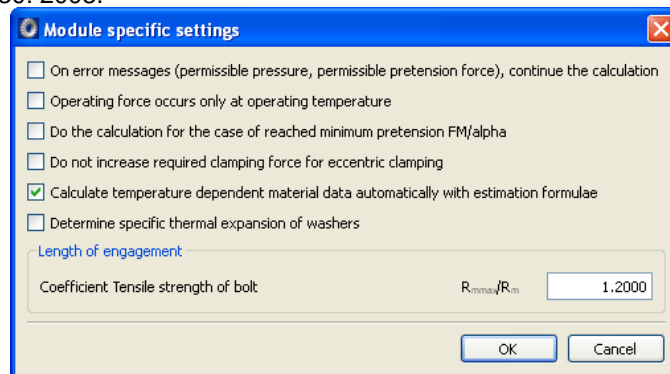 Module specific settings
On error messages (permissible pressure, permissible pretension force), continue the calculation
Operating force occurs only at operating temperature
Do the calculation for the case of reached minimum pretension FM/alpha
Do not increase required clamping force for eccentric clamping
Calculate temperature dependent material data automatically with estimation formulae
Determine specific thermal expansion of washers
Length of engagement
Coefficient Tensile strength of bolt Rmmax/Rm 1.2000
OK Cancel